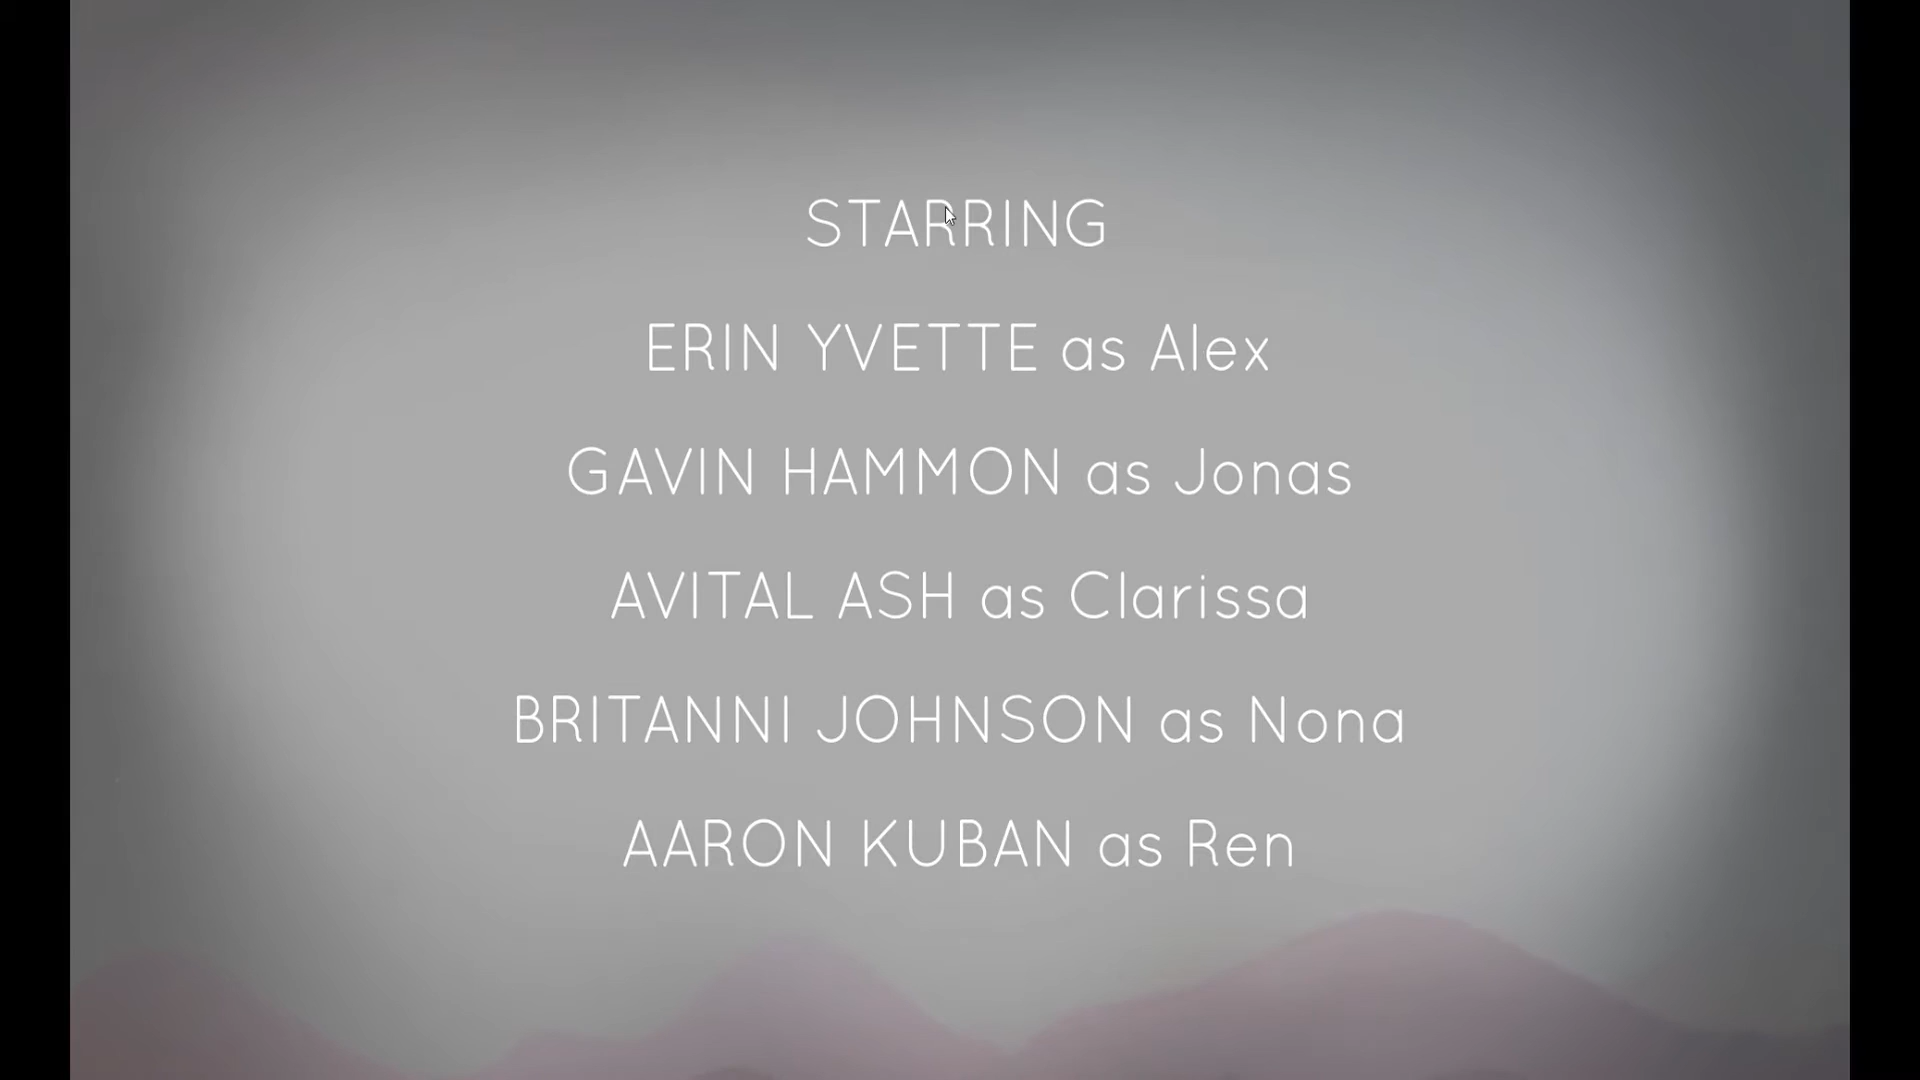 STARRING
ERIN YVETTE as Alex
GAVIN HAMMON as Jonas
AVITAL ASH as Clarissa
BRITANNI JOHNSON as Nona
AARON KUBAN as Ren